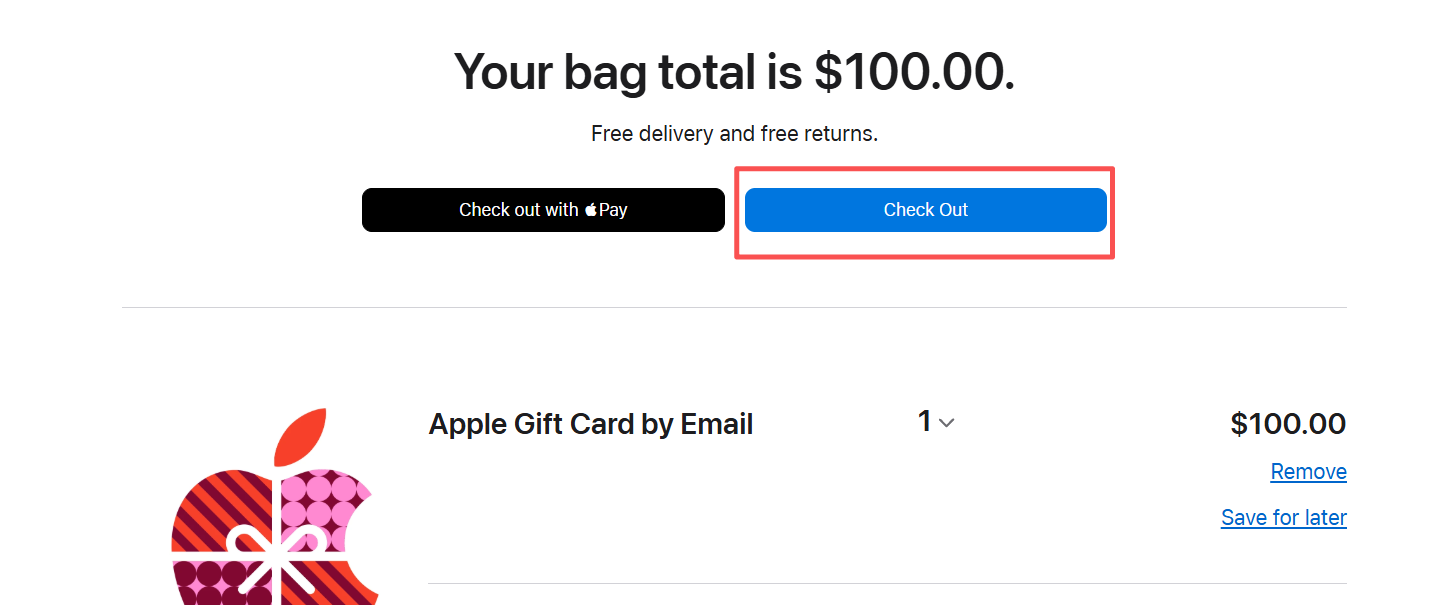 Your bag total is $100.00.
Free delivery and free returns.
Check out with Pay
Check Out
Apple Gift Card by Email
1
$100.00
Remove
Save for later